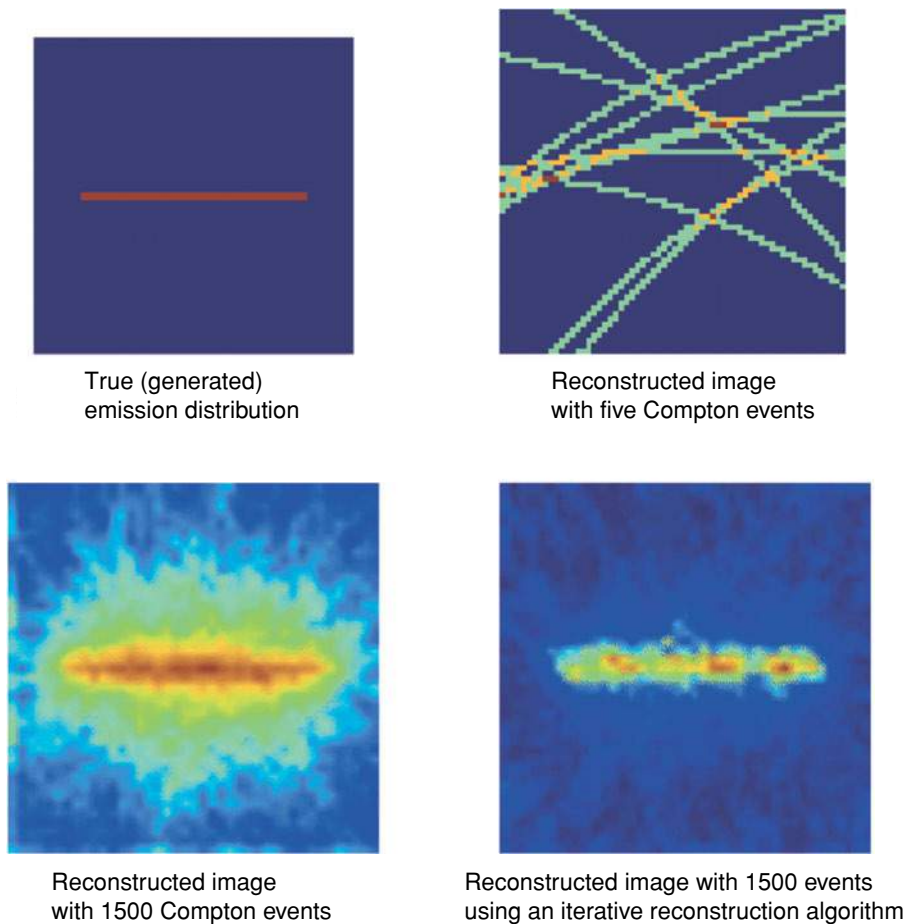 True (generated)
emission distribution
Reconstructed image
with five Compton events
Reconstructed image
with 1500 Compton events
Reconstructed image with 1500 events
using an iterative reconstruction algorithm